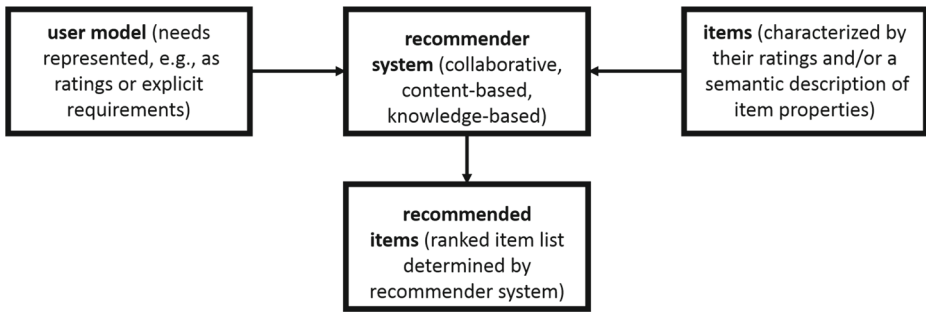 user model (needs
represented, e.g., as
ratings or explicit
requirements)
recommender
system (collaborative,
content-based,
knowledge-based)
items (characterized by
their ratings and/or a
semantic description of
item properties)
recommended
items (ranked item list
determined by
recommender system)